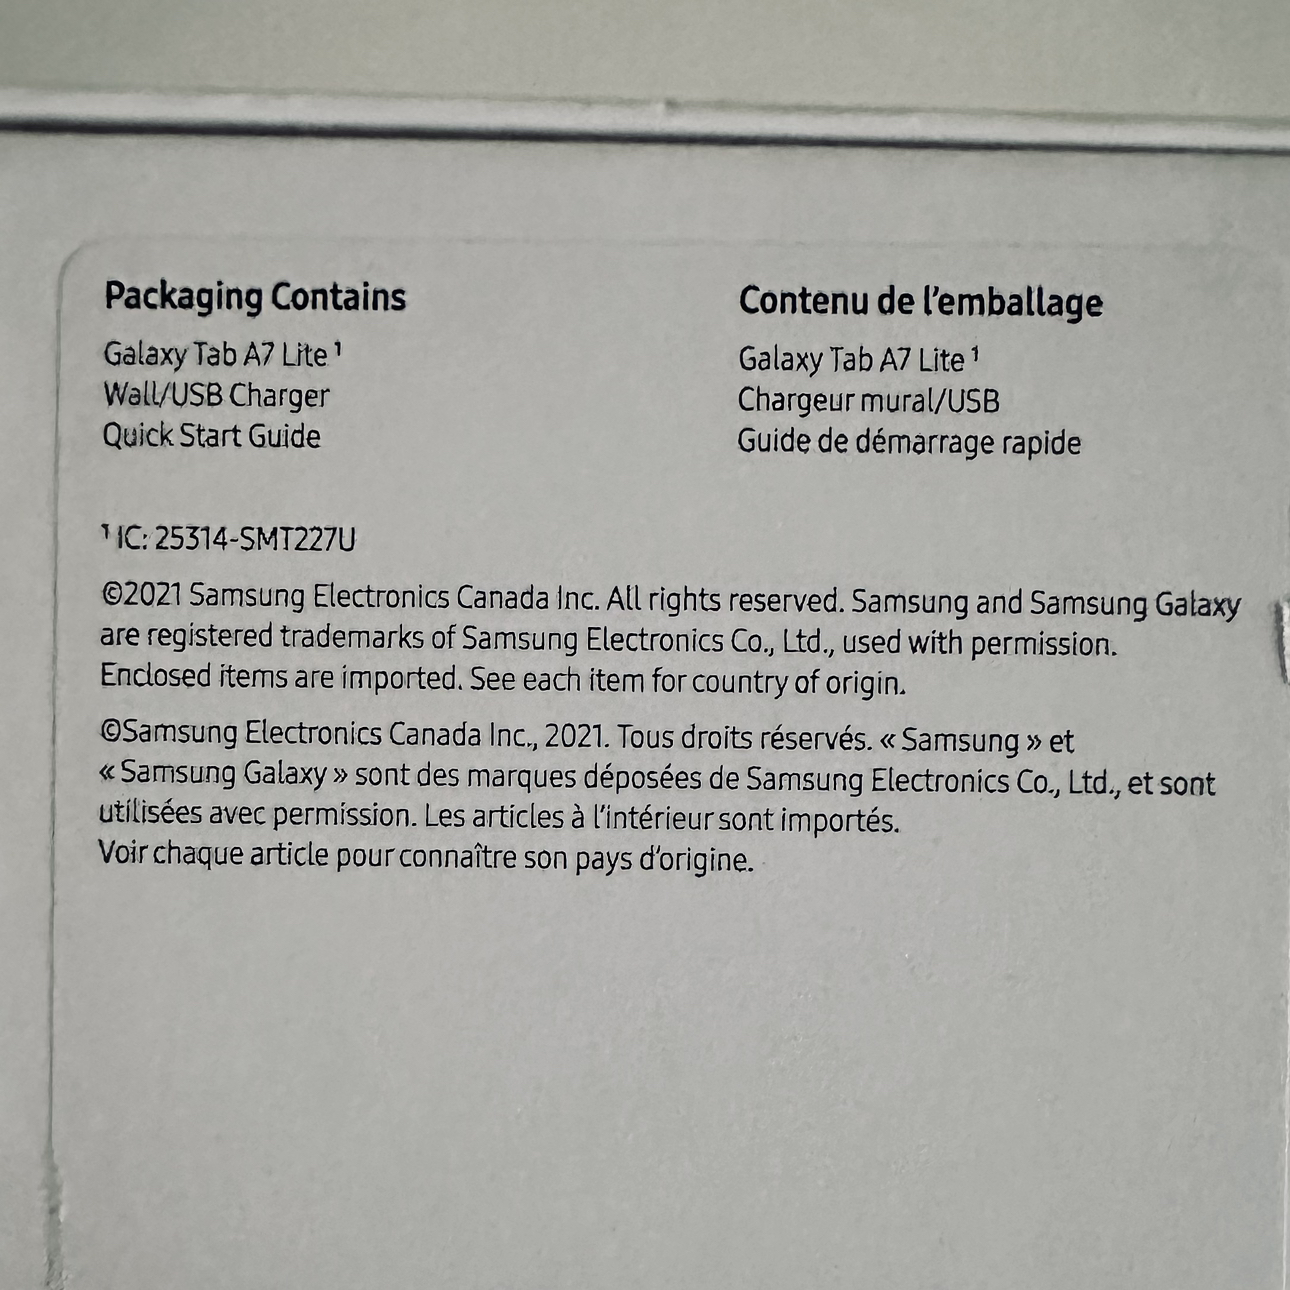 Packaging Contains
Galaxy Tab A7 Lite ¹
Wall/USB Charger
Quick Start Guide
Contenu de l'emballage
Galaxy Tab A7 Lite ¹
Chargeur mural/USB
Guide de démarrage rapide
¹ IC: 25314-SMT227U
©2021 Samsung Electronics Canada Inc. All rights reserved. Samsung and Samsung Galaxy
are registered trademarks of Samsung Electronics Co., Ltd., used with permission.
Enclosed items are imported. See each item for country of origin.
©Samsung Electronics Canada Inc., 2021. Tous droits réservés. « Samsung » et
« Samsung Galaxy » sont des marques déposées de Samsung Electronics Co., Ltd., et sont
utilisées avec permission. Les articles à l'intérieur sont importés.
Voir chaque article pour connaître son pays d'origine.